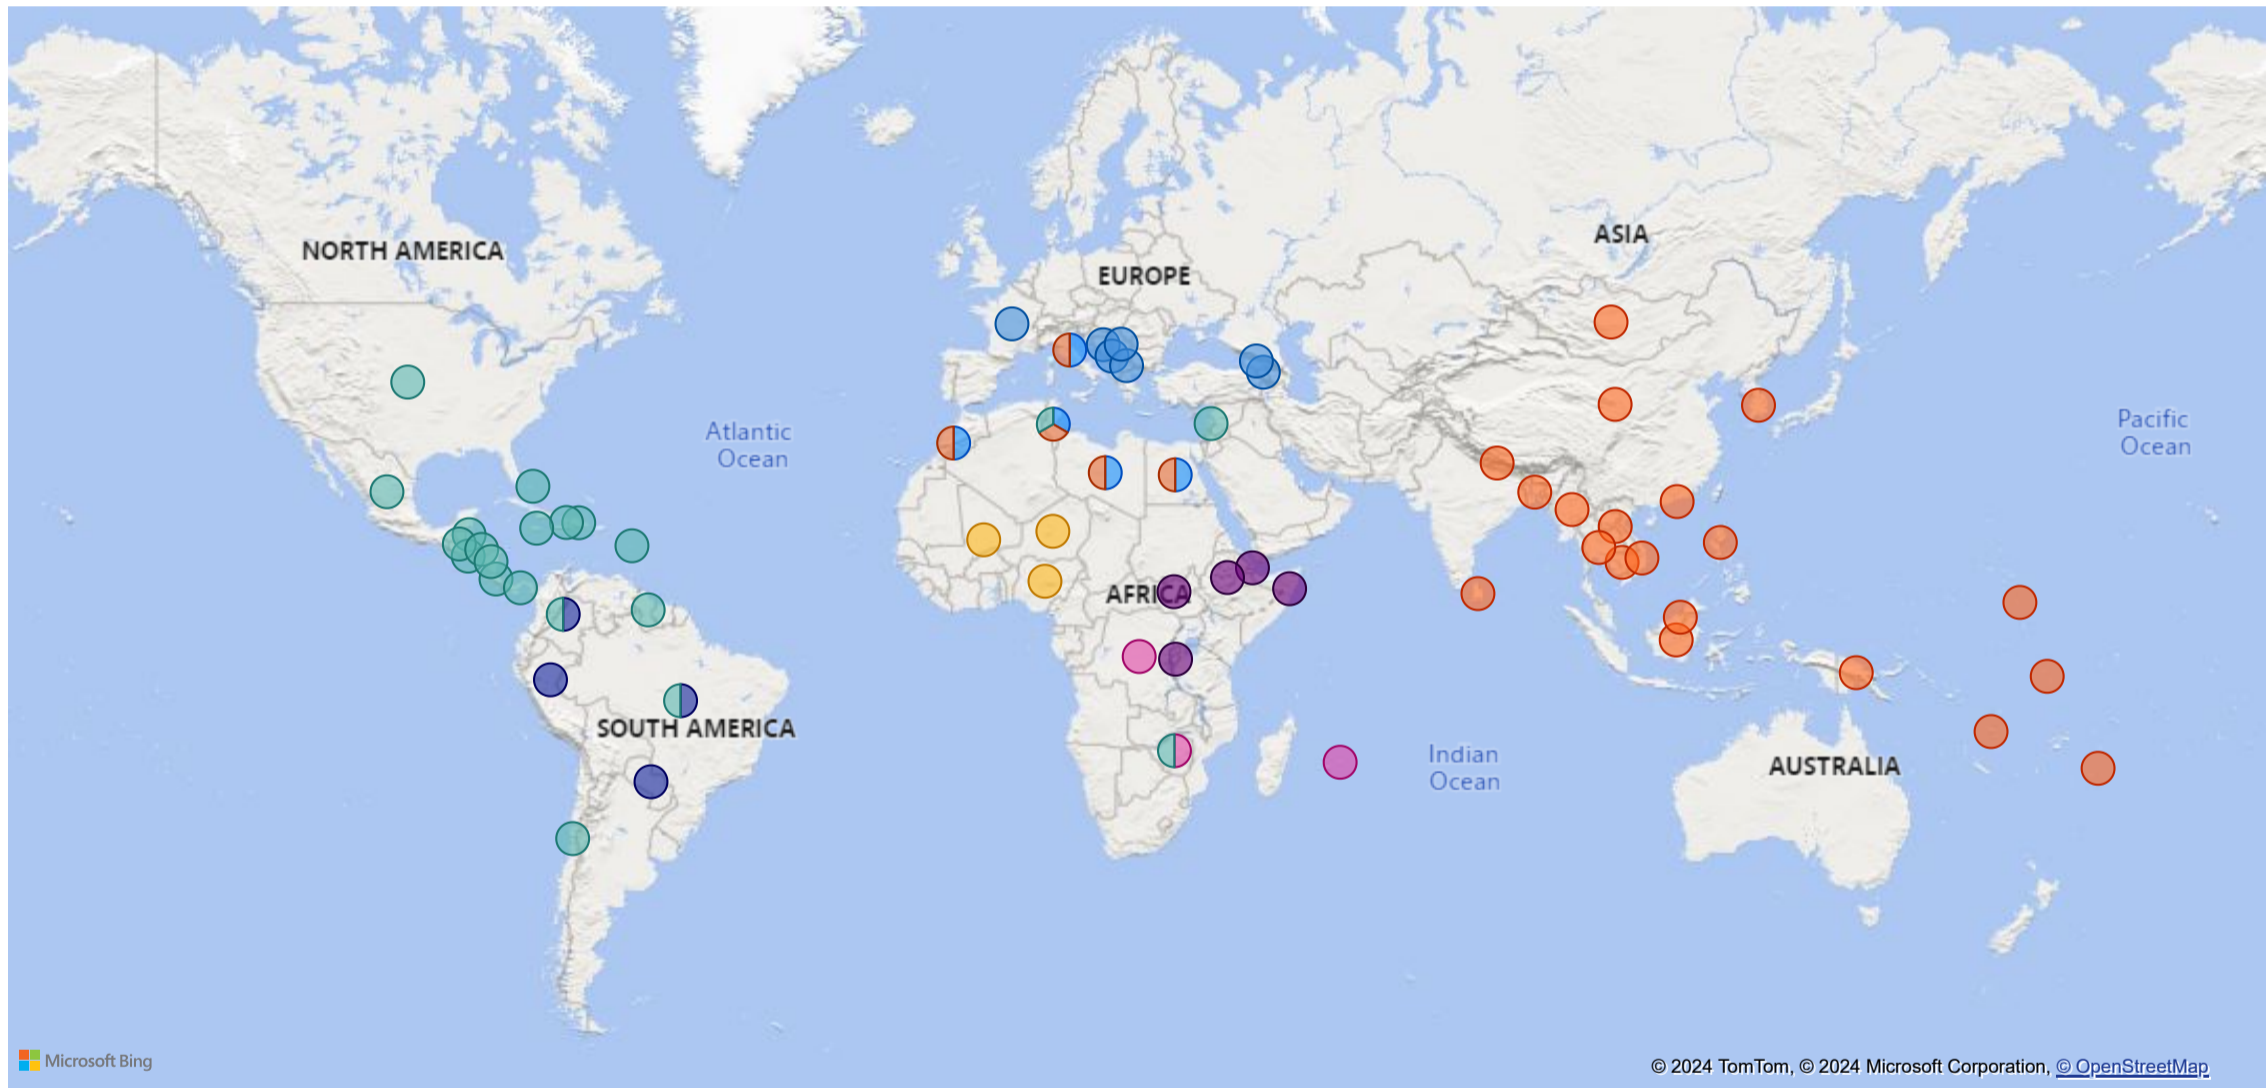 ASIA
NORTH AMERICA
EUROPE
Atlantic
Ocean
Pacific
Ocean
AFRICA
SOUTH AMERICA
Indian
Ocean
AUSTRALIA
Microsoft Bing
© 2024 TomTom, © 2024 Microsoft Corporation, © OpenStreetMap